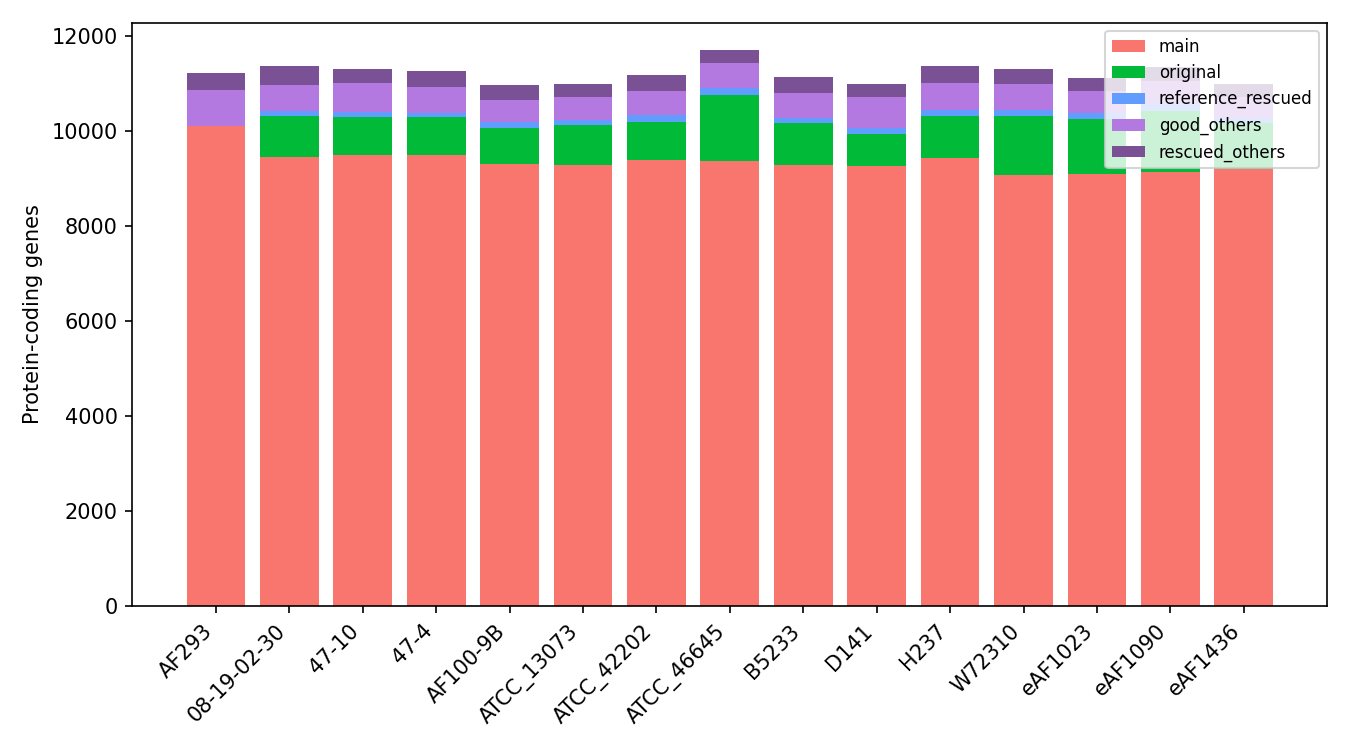 12000
10000
8000
6000
4000
2000
0
Protein-coding genes
main
original
reference_rescued
good_others
rescued_others
AF293
08-19-02-30
47-10
47-4
AF100-9B
ATCC_13073
ATCC_42202
ATCC_46645
B5233
D141
H237
W72310
eAF1023
eAF1090
eAF1436